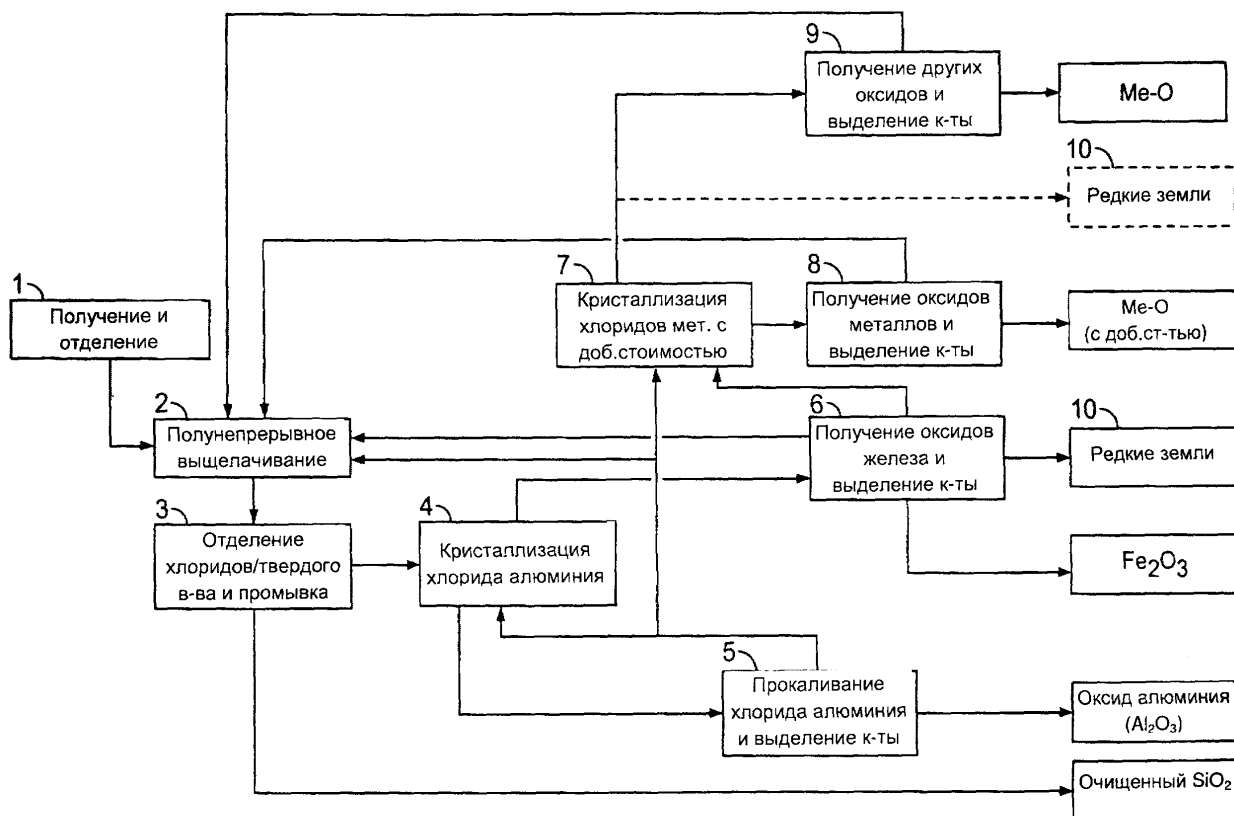 9
Получение других
оксидов и
выделение к-ты
Me-O
10
Редкие земли
1
Получение и
отделение
7
Кристаллизация
хлоридов мет. с
доб.стоимостью
8
Получение оксидов
металлов и
выделение к-ты
Me-O
(с доб.ст-тью)
2
Полунепрерывное
выщелачивание
6
Получение оксидов
железа и
выделение к-ты
10
Редкие земли
3
Отделение
хлоридов/твердого
в-ва и промывка
4
Кристаллизация
хлорида алюминия
Fe2O3
5
Прокаливание
хлорида алюминия
и выделение к-ты
Оксид алюминия
(Al2O3)
Очищенный SiO2